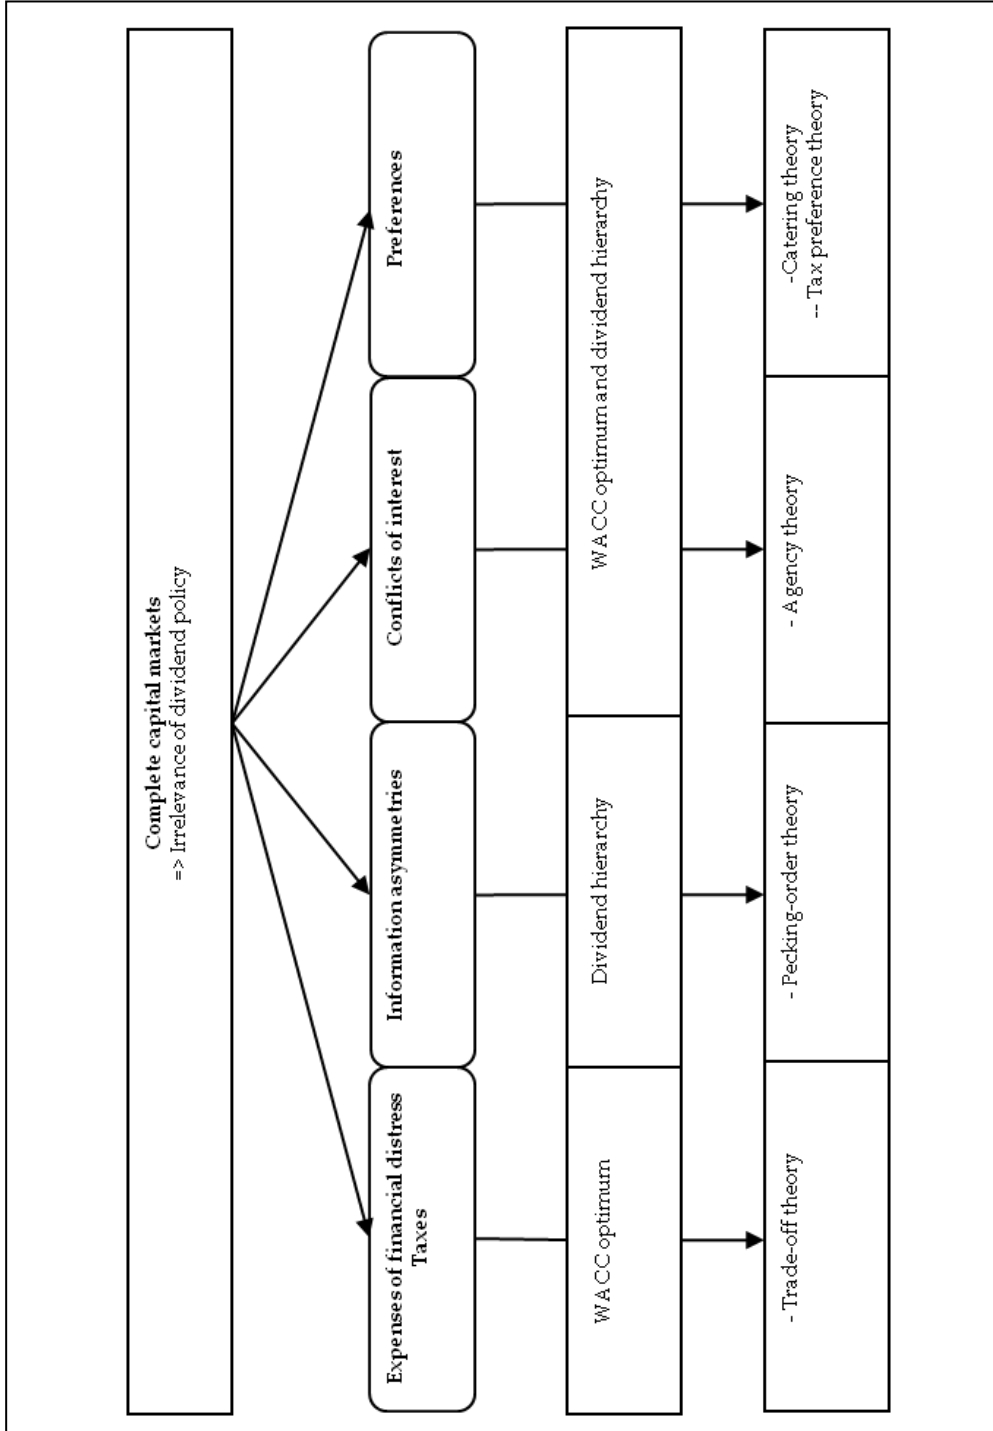 Complete capital markets
=> Irrelevance of dividend policy
Expenses of financial distress
Taxes
Information asymmetries
Conflicts of interest
Preferences
WACC optimum
Dividend hierarchy
WACC optimum and dividend hierarchy
- Trade-off theory
- Pecking-order theory
- Agency theory
-Catering theory
-- Tax preference theory